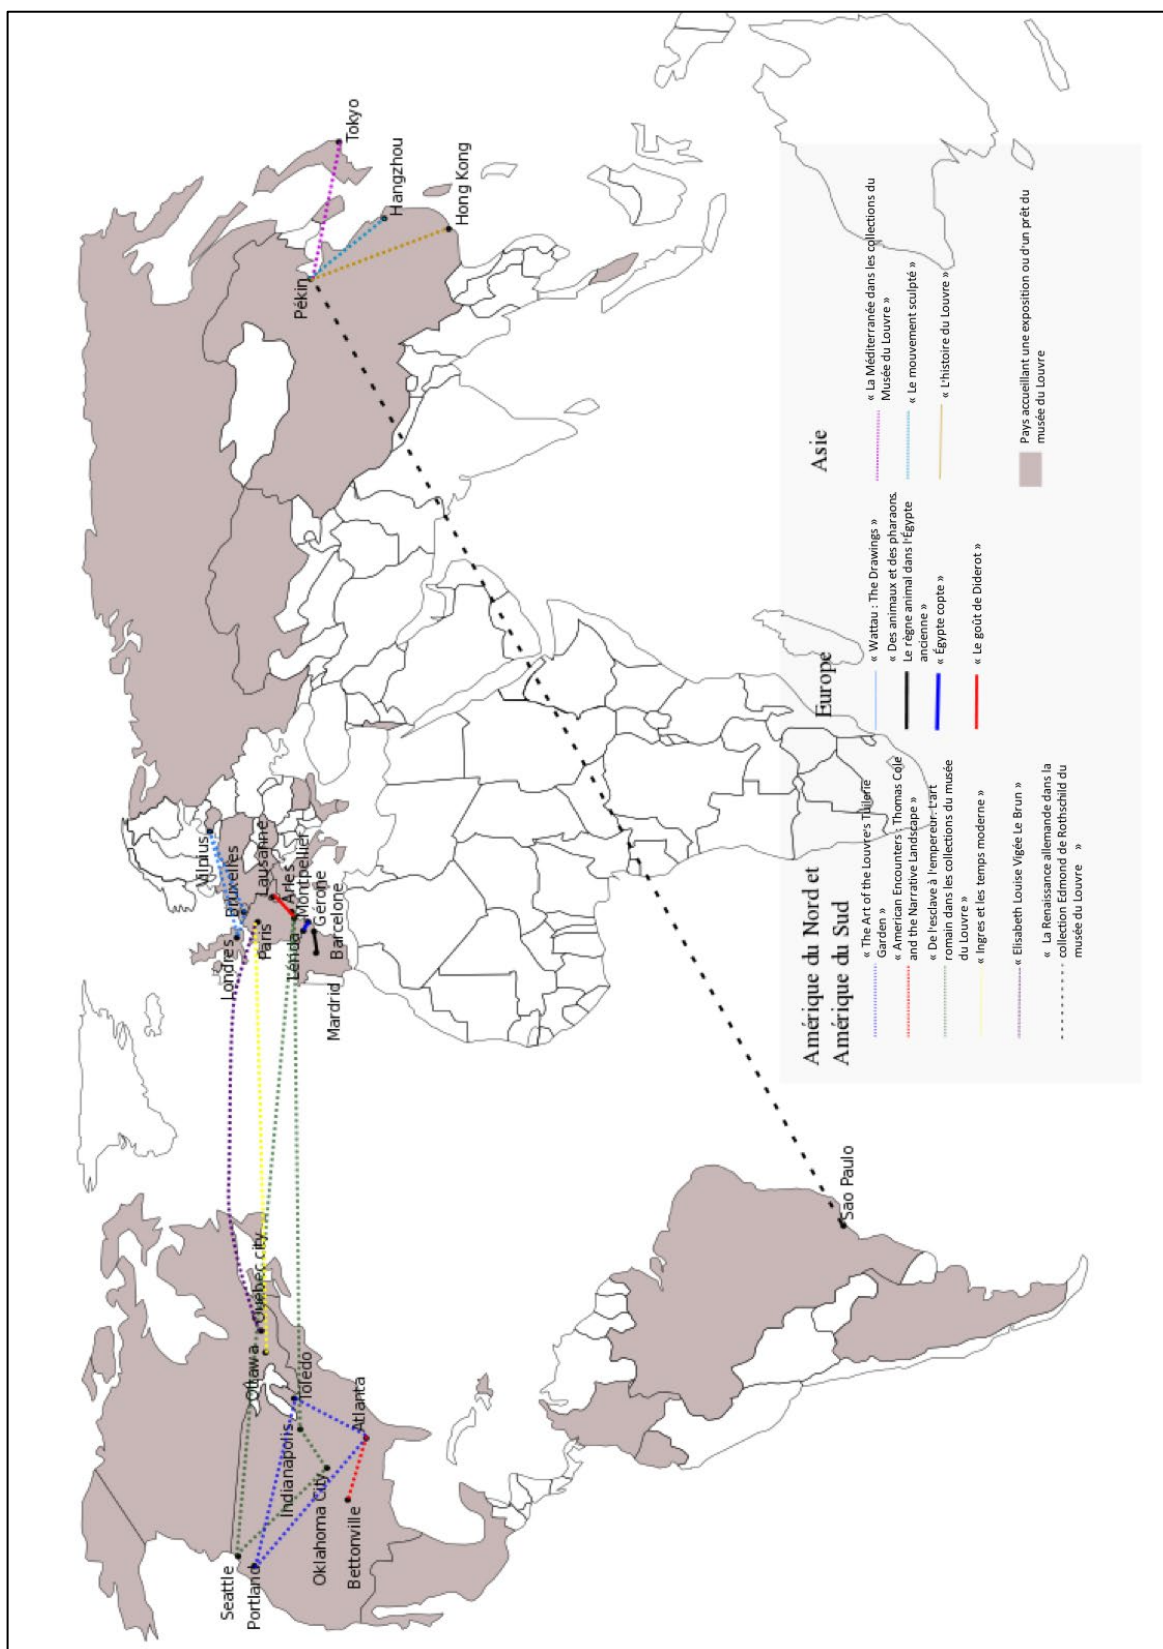 Seattle
Portland
Oklahoma City
Bettonville
Indianapolis
Atlanta
Tolédo
Ottawa
Québec city
Sao Paulo
Londres
Bruxelles
Vilnius
Paris
Lausanne
Arles
Montpellier
Lérida
Gérone
Barcelone
Mardrid
Pékin
Tokyo
Hangzhou
Hong Kong
Amérique du Nord et
Amérique du Sud
« The Art of the Louvre's Tuilerie
Garden »
« American Encounters : Thomas Cole
and the Narrative Landscape »
« De l'esclave à l'empereur. L'art
romain dans les collections du musée
du Louvre »
« Ingres et les temps moderne »
« Elisabeth Louise Vigée Le Brun »
« La Renaissance allemande dans la
collection Edmond de Rothschild du
musée du Louvre »
Europe
« Wattau : The Drawings »
« Des animaux et des pharaons.
Le règne animal dans l'Égypte
ancienne »
« Égypte copte »
« Le goût de Diderot »
Asie
« La Méditerranée dans les collections du
Musée du Louvre »
« Le mouvement sculpté »
« L'histoire du Louvre »
Pays accueillant une exposition ou d'un prêt du
musée du Louvre